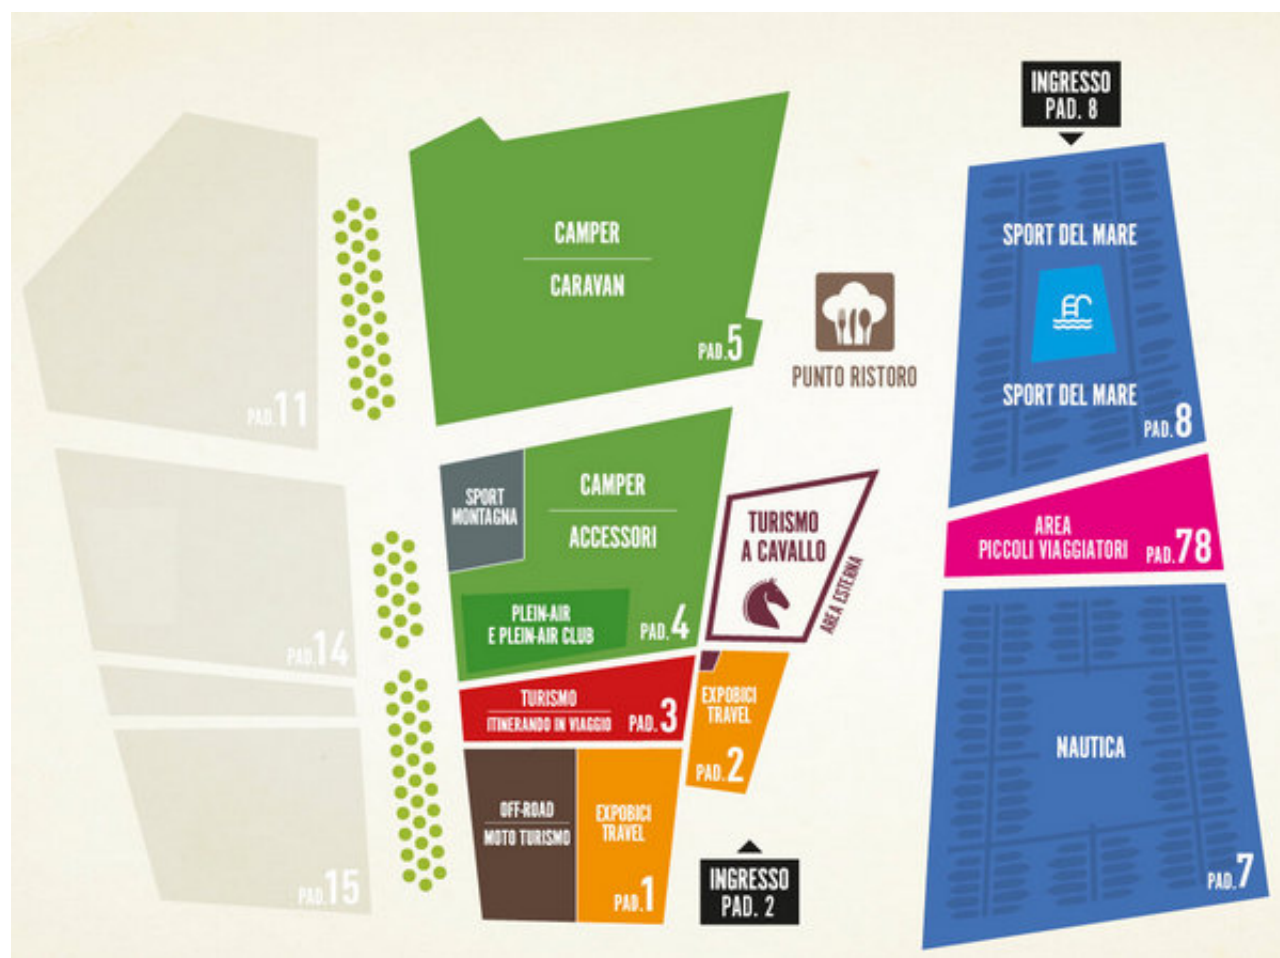 INGRESSO
PAD. 8
CAMPER
CARAVAN
PAD.5
PAD.11
PUNTO RISTORO
SPORT DEL MARE
SPORT DEL MARE
PAD.8
SPORT
MONTAGNA
CAMPER
ACCESSORI
PLEIN-AIR
E PLEIN-AIR CLUB
PAD.4
TURISMO
A CAVALLO
AREA ESTERNA
AREA
PICCOLI VIAGGIATORI
PAD.78
PAD.14
TURISMO
ITINERANDO IN VIAGGIO
PAD.3
EXPOBICI
TRAVEL
PAD.2
NAUTICA
PAD.7
OFF-ROAD
MOTO TURISMO
EXPOBICI
TRAVEL
PAD.1
PAD.15
INGRESSO
PAD. 2